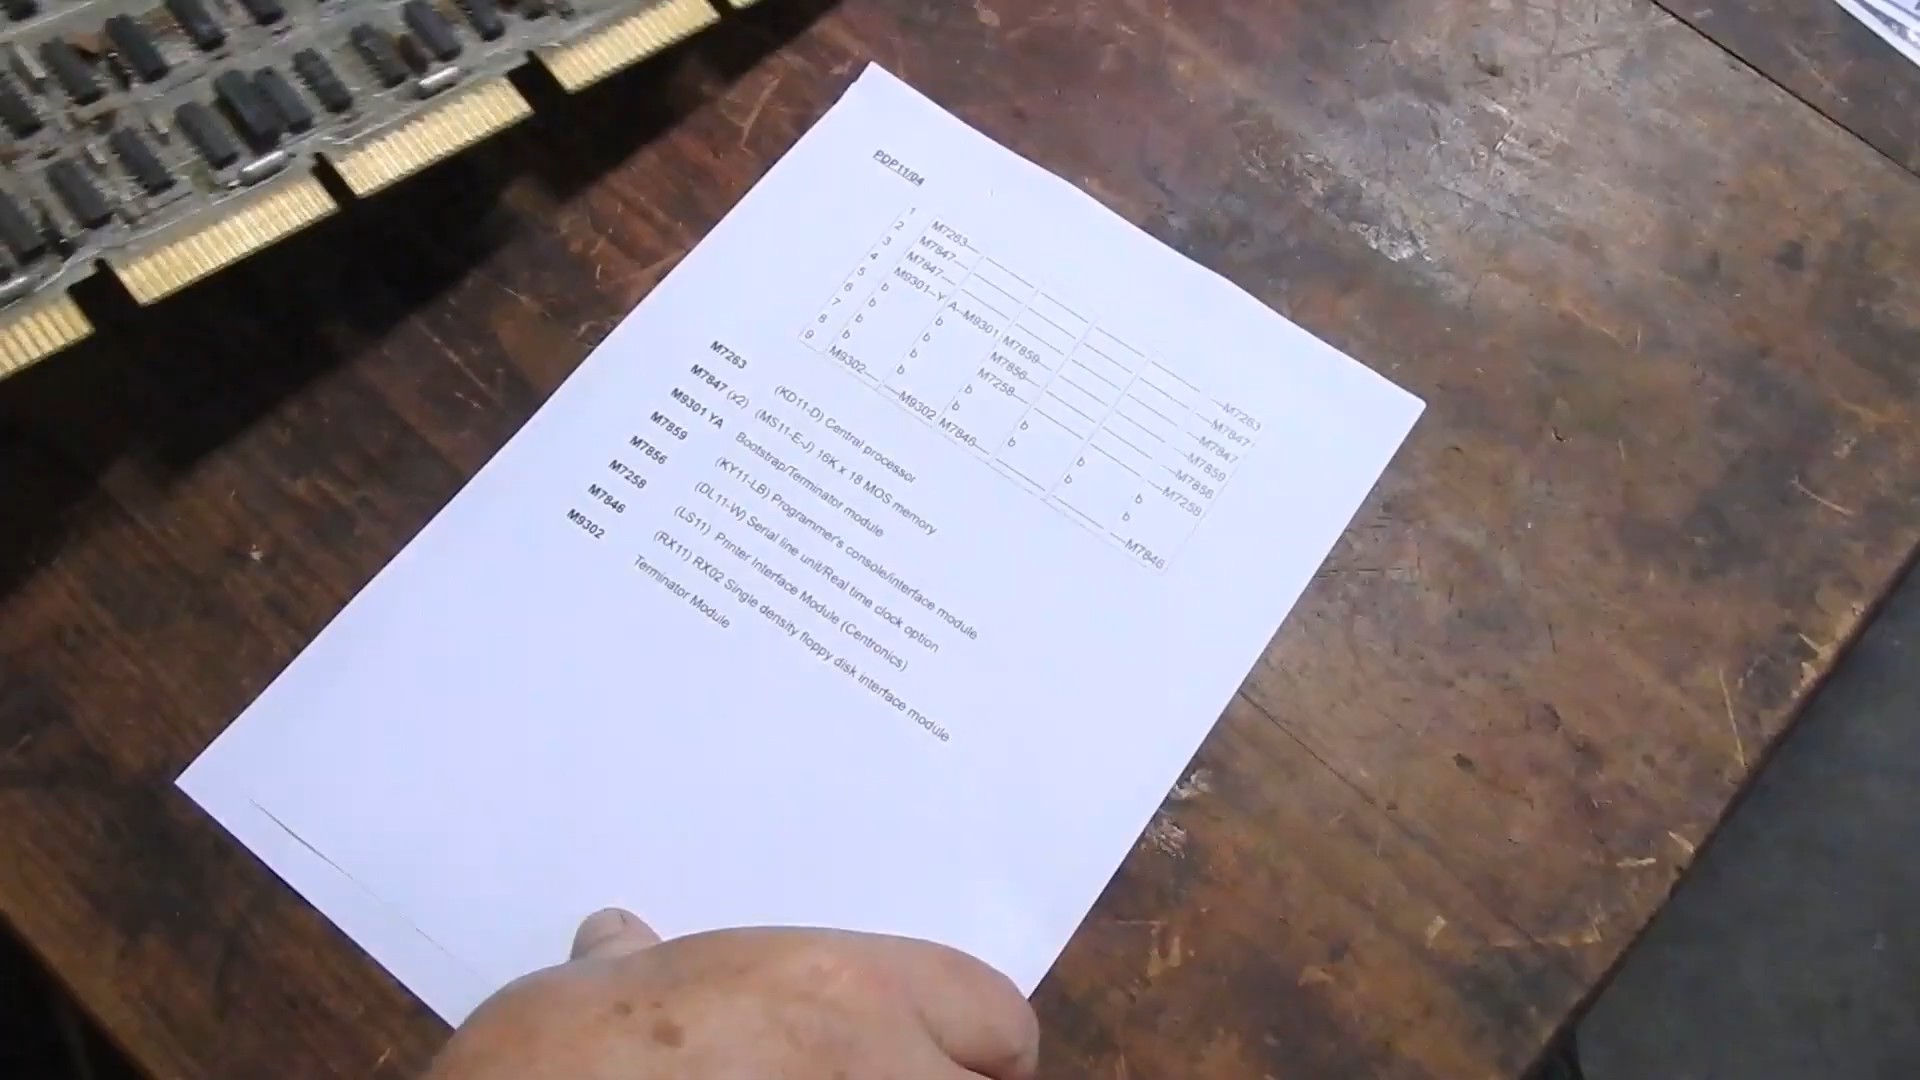 PDP11/04
1 M7263 M7263
2 M7847 M7847
3 M7847 M7847
4 M9301--Y A--M9301 M7859 M7859
5 b b M7856 M7856
6 b b M7258 M7258
7 b b b b b b
8 b b b b b b
9 M9302 M9302 M7846 M7846
M7263 (KD11-D) Central processor
M7847 (x2) (MS11-E-J) 16K x 18 MOS memory
M9301 YA Bootstrap/Terminator module
M7859 (KY11-LB) Programmer's console/interface module
M7856 (DL11-W) Serial line unit/Real time clock option
M7258 (LS11) Printer Interface Module (Centronics)
M7846 (RX11) RX02 Single density floppy disk interface module
M9302 Terminator Module